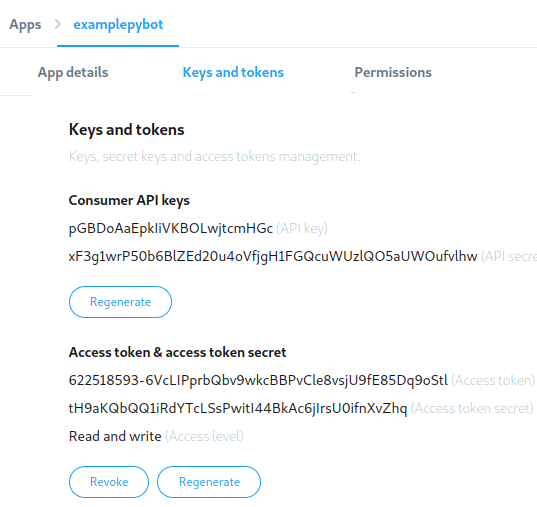 Apps > examplepybot
App details Keys and tokens Permissions
Keys and tokens
Keys, secret keys and access tokens management.
Consumer API keys
pGBDoAaEpkIiVKBOLwjtcmHGc (API key)
xF3g1wrP50b6BlZEd20u4oVfjgH1FGQcuWUzlQO5aUWOufvlhw (API secre
Regenerate
Access token & access token secret
622518593-6VcLIPprbQbv9wkcBBPvCle8vsjU9fE85Dq9oStl (Access token)
tH9aKQbQQ1iRdYTcLSsPwitI44BkAc6jIrsU0ifnXvZhq (Access token secret)
Read and write (Access level)
Revoke Regenerate